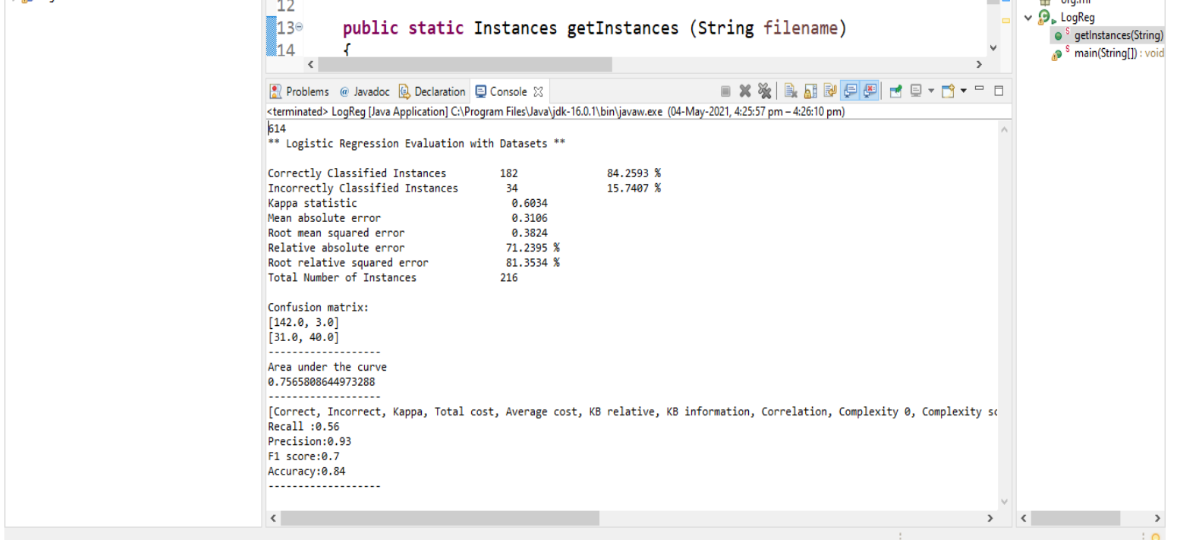 12
13 public static Instances getInstances (String filename)
14 {
LogReg
getInstances(String)
main(String[]) : void
Problems @ Javadoc Declaration Console
<terminated> LogReg [Java Application] C:\Program Files\Java\jdk-16.0.1\bin\javaw.exe (04-May-2021, 4:25:57 pm – 4:26:10 pm)
614
** Logistic Regression Evaluation with Datasets **
Correctly Classified Instances 182 84.2593 %
Incorrectly Classified Instances 34 15.7407 %
Kappa statistic 0.6034
Mean absolute error 0.3106
Root mean squared error 0.3824
Relative absolute error 71.2395 %
Root relative squared error 81.3534 %
Total Number of Instances 216
Confusion matrix:
[142.0, 3.0]
[31.0, 40.0]
-------------------
Area under the curve
0.7565808644973288
-------------------
[Correct, Incorrect, Kappa, Total cost, Average cost, KB relative, KB information, Correlation, Complexity 0, Complexity sc
Recall :0.56
Precision:0.93
F1 score:0.7
Accuracy:0.84
-------------------